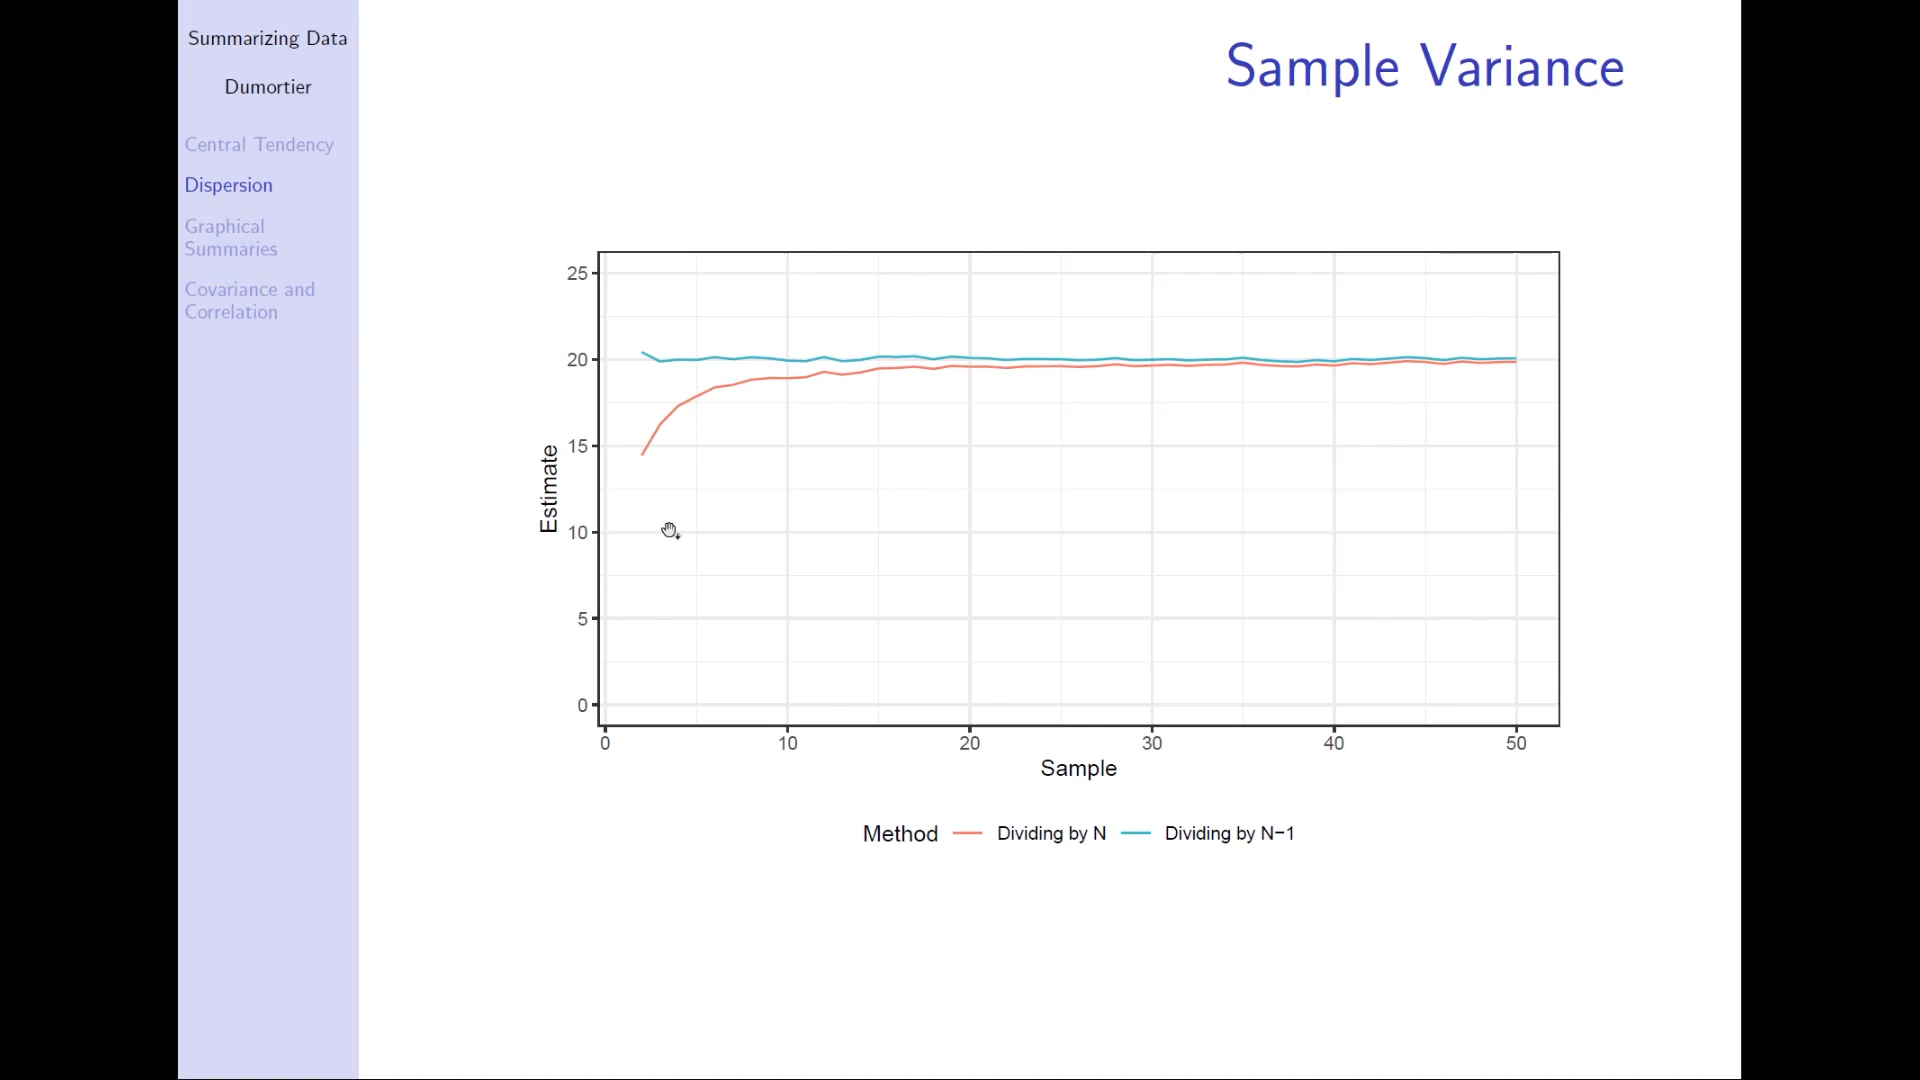 Summarizing Data
Dumortier
Central Tendency
Dispersion
Graphical
Summaries
Covariance and
Correlation
Sample Variance
25
20
15
10
5
0
Estimate
0 10 20 30 40 50
Sample
Method Dividing by N Dividing by N−1